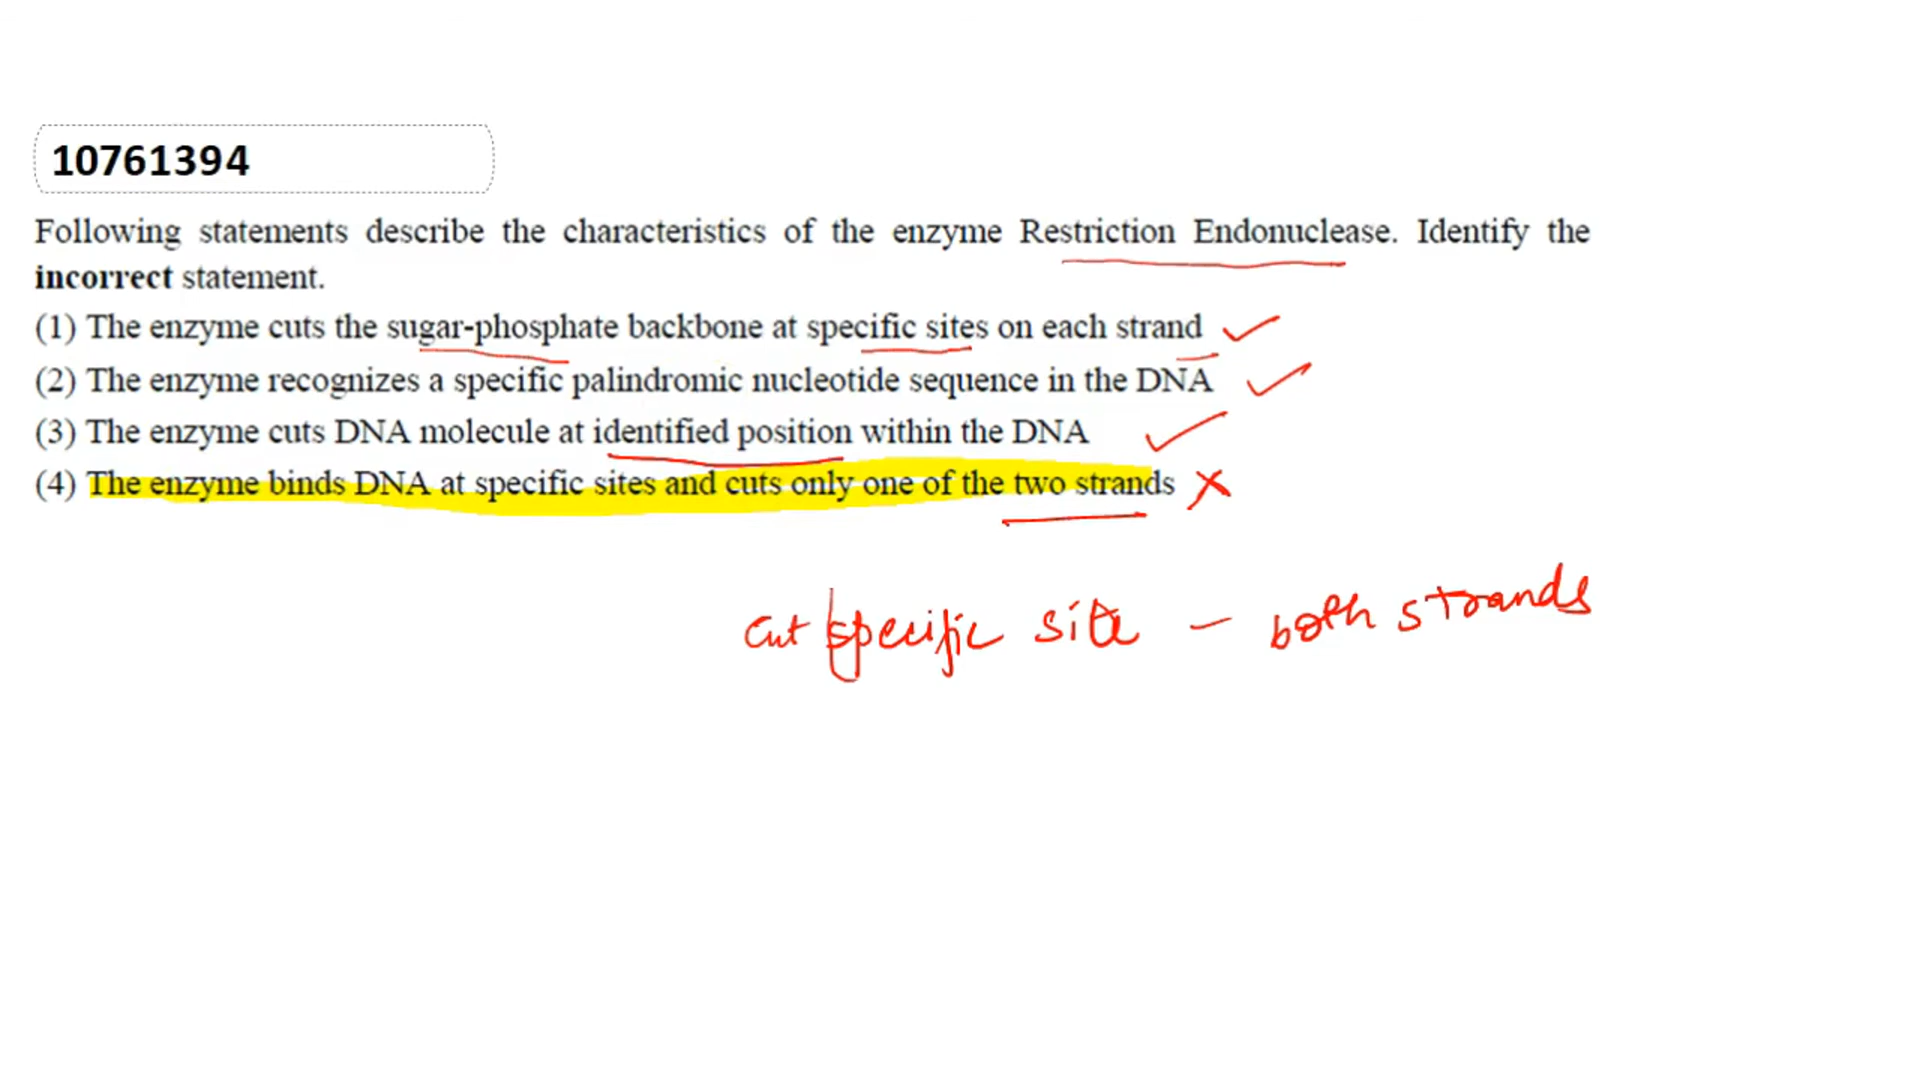 10761394
Following statements describe the characteristics of the enzyme Restriction Endonuclease. Identify the
incorrect statement.
(1) The enzyme cuts the sugar-phosphate backbone at specific sites on each strand
(2) The enzyme recognizes a specific palindromic nucleotide sequence in the DNA
(3) The enzyme cuts DNA molecule at identified position within the DNA
(4) The enzyme binds DNA at specific sites and cuts only one of the two strands
cut specific site - both strands